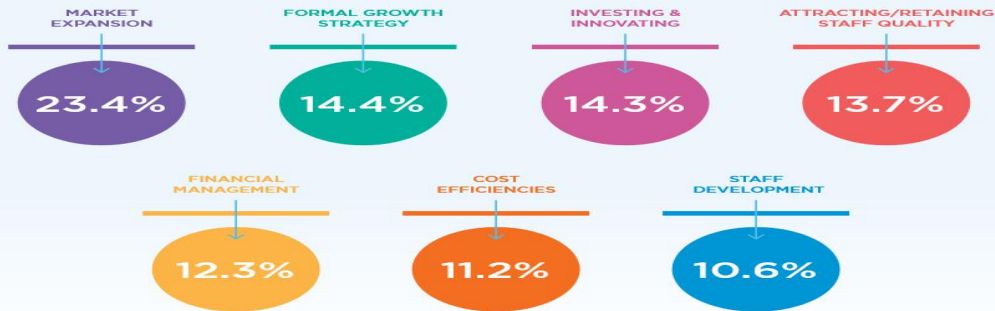 MARKET
EXPANSION
FORMAL GROWTH
STRATEGY
INVESTING &
INNOVATING
ATTRACTING/RETAINING
STAFF QUALITY
23.4%
14.4%
14.3%
13.7%
FINANCIAL
MANAGEMENT
COST
EFFICIENCIES
STAFF
DEVELOPMENT
12.3%
11.2%
10.6%